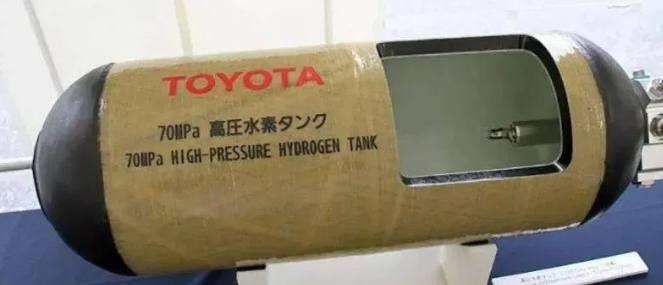 TOYOTA
70MPa 高圧水素タンク
70MPa HIGH-PRESSURE HYDROGEN TANK